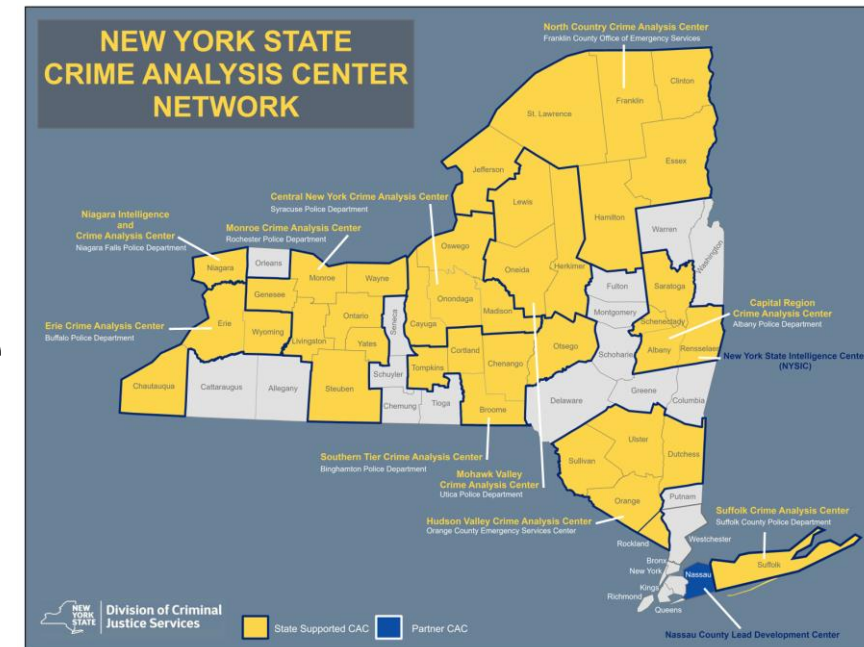 NEW YORK STATE
CRIME ANALYSIS CENTER
NETWORK
North Country Crime Analysis Center
Franklin County Office of Emergency Services
Clinton
Franklin
St. Lawrence
Essex
Jefferson
Lewis
Hamilton
Central New York Crime Analysis Center
Syracuse Police Department
Niagara Intelligence
and
Crime Analysis Center
Niagara Falls Police Department
Monroe Crime Analysis Center
Rochester Police Department
Warren
Washington
Oswego
Oneida
Herkimer
Orleans
Niagara
Monroe
Wayne
Fulton
Saratoga
Genesee
Onondaga
Madison
Montgomery
Capital Region
Crime Analysis Center
Albany Police Department
Ontario
Seneca
Cayuga
Schenectady
Erie Crime Analysis Center
Buffalo Police Department
Erie
Wyoming
Livingston
Yates
Cortland
Otsego
Schoharie
Albany
Rensselaer
New York State Intelligence Center
(NYSIC)
Tompkins
Chenango
Chautauqua
Cattaraugus
Allegany
Steuben
Schuyler
Chemung
Tioga
Broome
Delaware
Greene
Columbia
Southern Tier Crime Analysis Center
Binghamton Police Department
Mohawk Valley
Crime Analysis Center
Utica Police Department
Ulster
Sullivan
Dutchess
Orange
Putnam
Hudson Valley Crime Analysis Center
Orange County Emergency Services Center
Suffolk Crime Analysis Center
Suffolk County Police Department
Rockland
Westchester
Bronx
New York
Kings
Richmond
Queens
Nassau
Suffolk
NEW
YORK
STATE
Division of Criminal
Justice Services
State Supported CAC
Partner CAC
Nassau County Lead Development Center